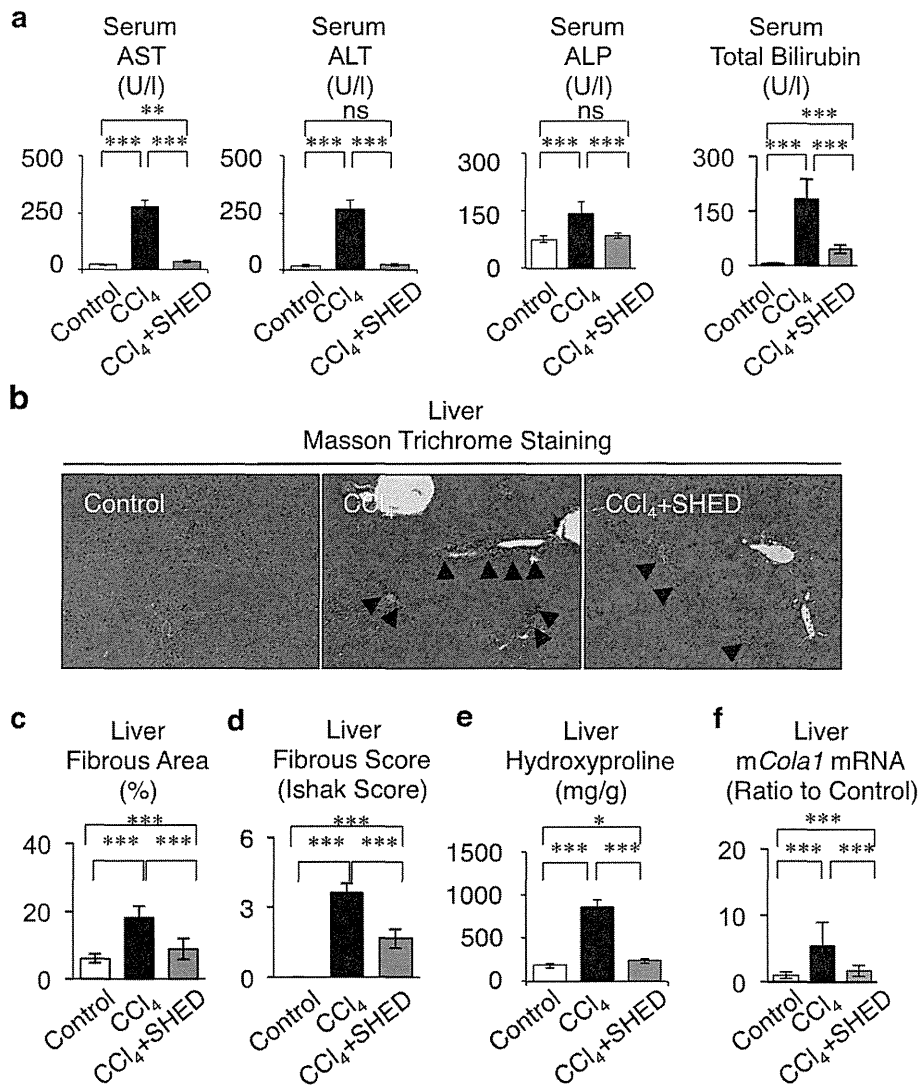 a
Serum
AST
(U/l)
**
*** ***
500
250
0
Control
CCl₄
CCl₄+SHED
Serum
ALT
(U/l)
ns
*** ***
500
250
0
Control
CCl₄
CCl₄+SHED
Serum
ALP
(U/l)
ns
*** ***
300
150
0
Control
CCl₄
CCl₄+SHED
Serum
Total Bilirubin
(U/l)
***
*** ***
300
150
0
Control
CCl₄
CCl₄+SHED
b
Liver
Masson Trichrome Staining
Control
CCl₄
CCl₄+SHED
c
Liver
Fibrous Area
(%)
***
*** ***
40
20
0
Control
CCl₄
CCl₄+SHED
d
Liver
Fibrous Score
(Ishak Score)
***
*** ***
6
3
0
Control
CCl₄
CCl₄+SHED
e
Liver
Hydroxyproline
(mg/g)
*
*** ***
1500
1000
500
0
Control
CCl₄
CCl₄+SHED
f
Liver
mCola1 mRNA
(Ratio to Control)
***
*** ***
20
10
0
Control
CCl₄
CCl₄+SHED